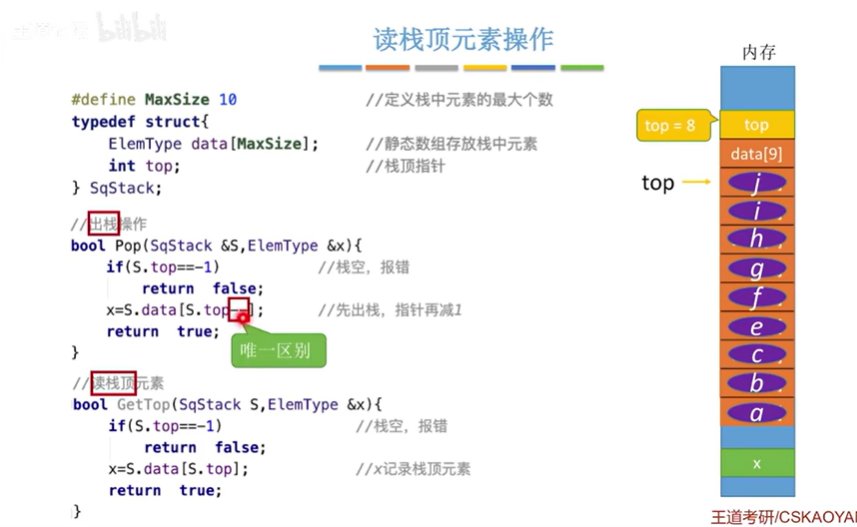 bilibili
读栈顶元素操作
#define MaxSize 10 //定义栈中元素的最大个数
typedef struct{
ElemType data[MaxSize]; //静态数组存放栈中元素
int top; //栈顶指针
} SqStack;
//出栈操作
bool Pop(SqStack &S,ElemType &x){
if(S.top==-1) //栈空，报错
return false;
x=S.data[S.top--]; //先出栈，指针再减1
return true;
}
唯一区别
//读栈顶元素
bool GetTop(SqStack S,ElemType &x){
if(S.top==-1) //栈空，报错
return false;
x=S.data[S.top]; //x记录栈顶元素
return true;
}
内存
top = 8
top
data[9]
top
j
i
h
g
f
e
c
b
a
x
王道考研/CSKAOYAN